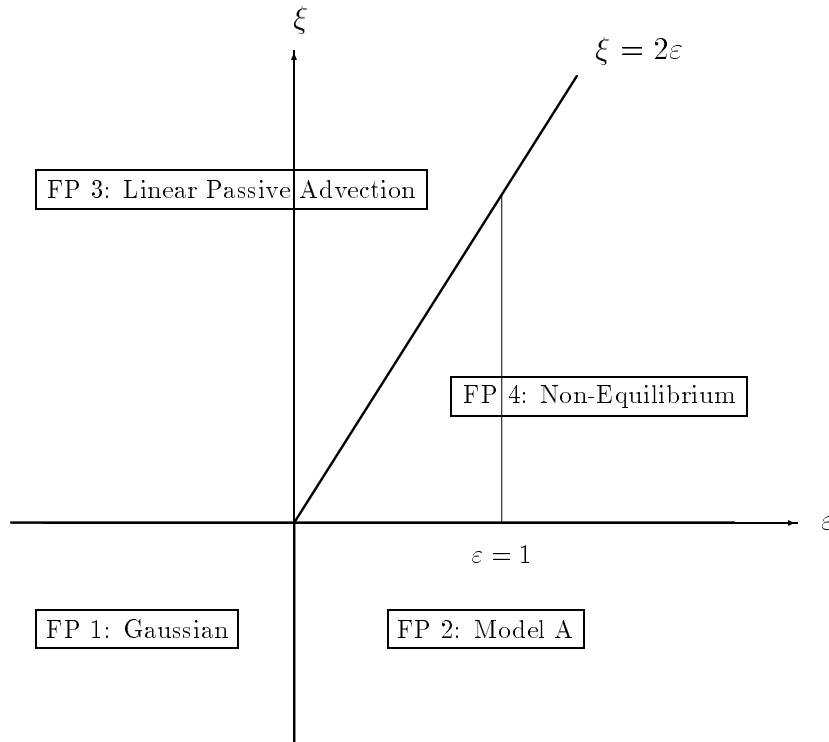 ξ
ξ = 2ε
FP 3: Linear Passive Advection
FP 4: Non-Equilibrium
ε
ε = 1
FP 1: Gaussian
FP 2: Model A